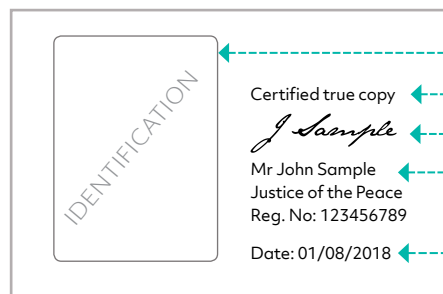 IDENTIFICATION
Certified true copy
J Sample
Mr John Sample
Justice of the Peace
Reg. No: 123456789
Date: 01/08/2018